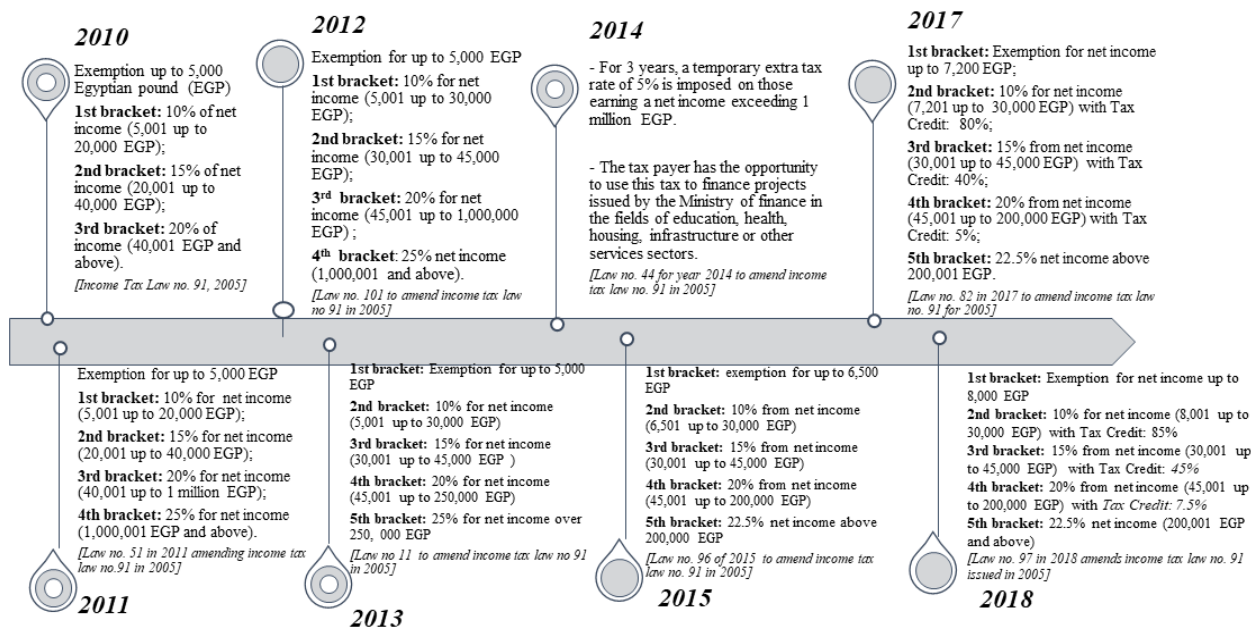 2010
Exemption up to 5,000
Egyptian pound (EGP)
1st bracket: 10% of net
income (5,001 up to
20,000 EGP);
2nd bracket: 15% of net
income (20,001 up to
40,000 EGP);
3rd bracket: 20% of
income (40,001 EGP and
above).
[Income Tax Law no. 91, 2005]
2012
Exemption for up to 5,000 EGP
1st bracket: 10% for net
income (5,001 up to 30,000
EGP);
2nd bracket: 15% for net
income (30,001 up to 45,000
EGP);
3rd bracket: 20% for net
income (45,001 up to 1,000,000
EGP) ;
4th bracket: 25% net income
(1,000,001 and above).
[Law no. 101 to amend income tax law
no 91 in 2005]
2014
- For 3 years, a temporary extra tax
rate of 5% is imposed on those
earning a net income exceeding 1
million EGP.
- The tax payer has the opportunity
to use this tax to finance projects
issued by the Ministry of finance in
the fields of education, health,
housing, infrastructure or other
services sectors.
[Law no. 44 for year 2014 to amend income
tax law no. 91 in 2005]
2017
1st bracket: Exemption for net income
up to 7,200 EGP;
2nd bracket: 10% for net income
(7,201 up to 30,000 EGP) with Tax
Credit: 80%;
3rd bracket: 15% from net income
(30,001 up to 45,000 EGP) with Tax
Credit: 40%;
4th bracket: 20% from net income
(45,001 up to 200,000 EGP) with Tax
Credit: 5%;
5th bracket: 22.5% net income above
200,001 EGP.
[Law no. 82 in 2017 to amend income tax law
no. 91 for 2005]
Exemption for up to 5,000 EGP
1st bracket: 10% for net income
(5,001 up to 20,000 EGP);
2nd bracket: 15% for net income
(20,001 up to 40,000 EGP);
3rd bracket: 20% for net income
(40,001 up to 1 million EGP);
4th bracket: 25% for net income
(1,000,001 EGP and above).
[Law no. 51 in 2011 amending income tax
law no.91 in 2005]
2011
1st bracket: Exemption for up to 5,000
EGP
2nd bracket: 10% for net income
(5,001 up to 30,000 EGP)
3rd bracket: 15% for net income
(30,001 up to 45,000 EGP )
4th bracket: 20% for net income
(45,001 up to 250,000 EGP)
5th bracket: 25% for net income over
250, 000 EGP
[Law no 11 to amend income tax law no 91
in 2005]
2013
1st bracket: exemption for up to 6,500
EGP
2nd bracket: 10% from net income
(6,501 up to 30,000 EGP)
3rd bracket: 15% from net income
(30,001 up to 45,000 EGP)
4th bracket: 20% from net income
(45,001 up to 200,000 EGP)
5th bracket: 22.5% net income above
200,000 EGP
[Law no. 96 of 2015 to amend income tax
law no. 91 in 2005]
2015
1st bracket: Exemption for net income up to
8,000 EGP
2nd bracket: 10% for net income (8,001 up to
30,000 EGP) with Tax Credit: 85%
3rd bracket: 15% from net income (30,001 up
to 45,000 EGP) with Tax Credit: 45%
4th bracket: 20% from net income (45,001 up
to 200,000 EGP) with Tax Credit: 7.5%
5th bracket: 22.5% net income (200,001 EGP
and above)
[Law no. 97 in 2018 amends income tax law no. 91
issued in 2005]
2018